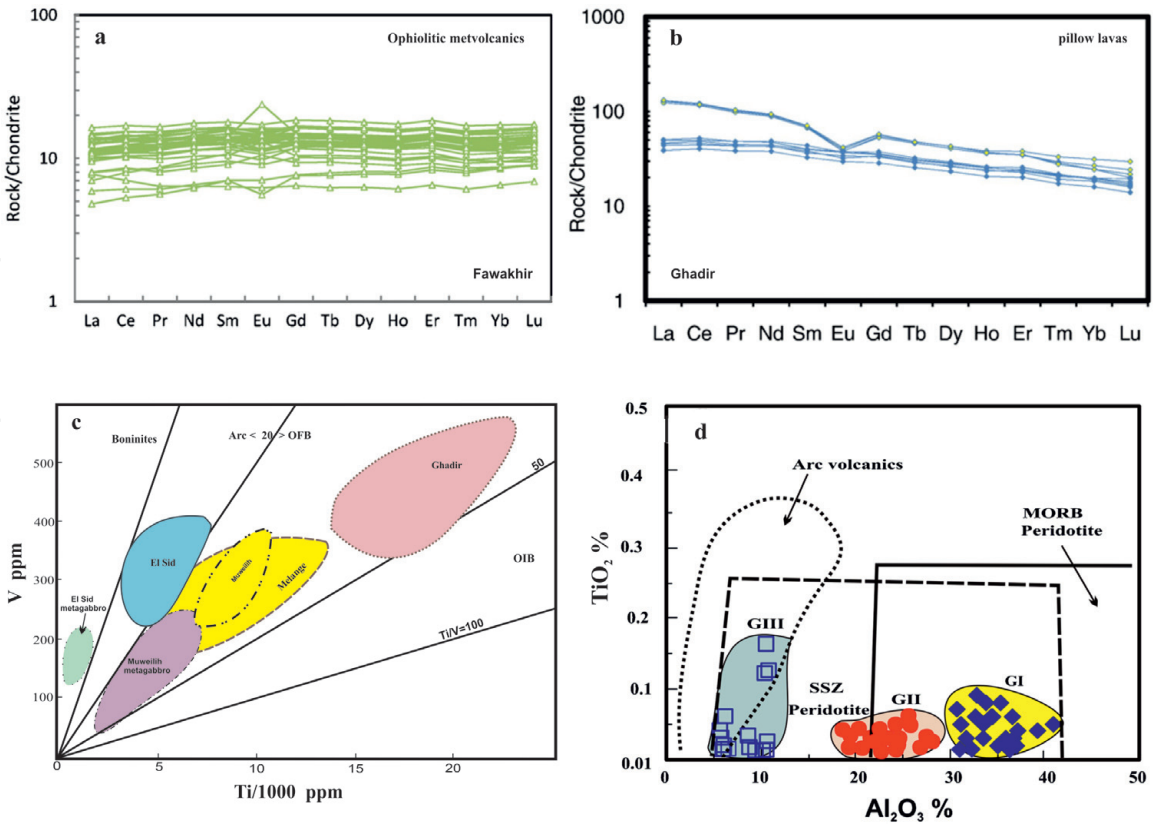 100
10
1
Rock/Chondrite
a
Ophiolitic metvolcanics
Fawakhir
La Ce Pr Nd Sm Eu Gd Tb Dy Ho Er Tm Yb Lu
1000
100
10
1
Rock/Chondrite
b
pillow lavas
Ghadir
La Ce Pr Nd Sm Eu Gd Tb Dy Ho Er Tm Yb Lu
c
Boninites
Arc < 20 > OFB
Ghadir
50
500
400
300
200
100
V ppm
El Sid
Muweilih
Melange
OIB
El Sid
metagabbro
Muweilih
metagabbro
Ti/V=100
0 5 10 15 20
Ti/1000 ppm
d
0.5
0.4
0.3
0.2
0.1
0.01
TiO2 %
Arc volcanics
MORB
Peridotite
GIII
SSZ
Peridotite
GII
GI
0 10 20 30 40 50
Al2O3 %